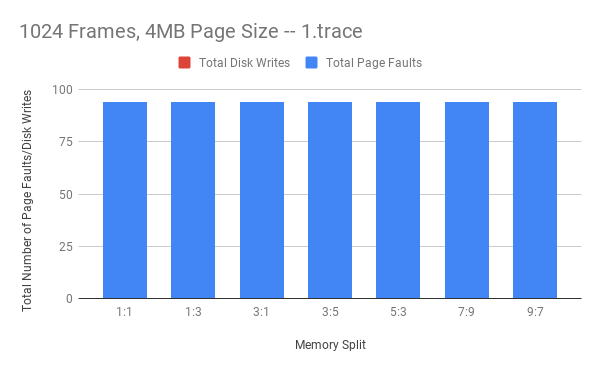 1024 Frames, 4MB Page Size -- 1.trace
Total Disk Writes
Total Page Faults
Total Number of Page Faults/Disk Writes
100
75
50
25
0
1:1
1:3
3:1
3:5
5:3
7:9
9:7
Memory Split